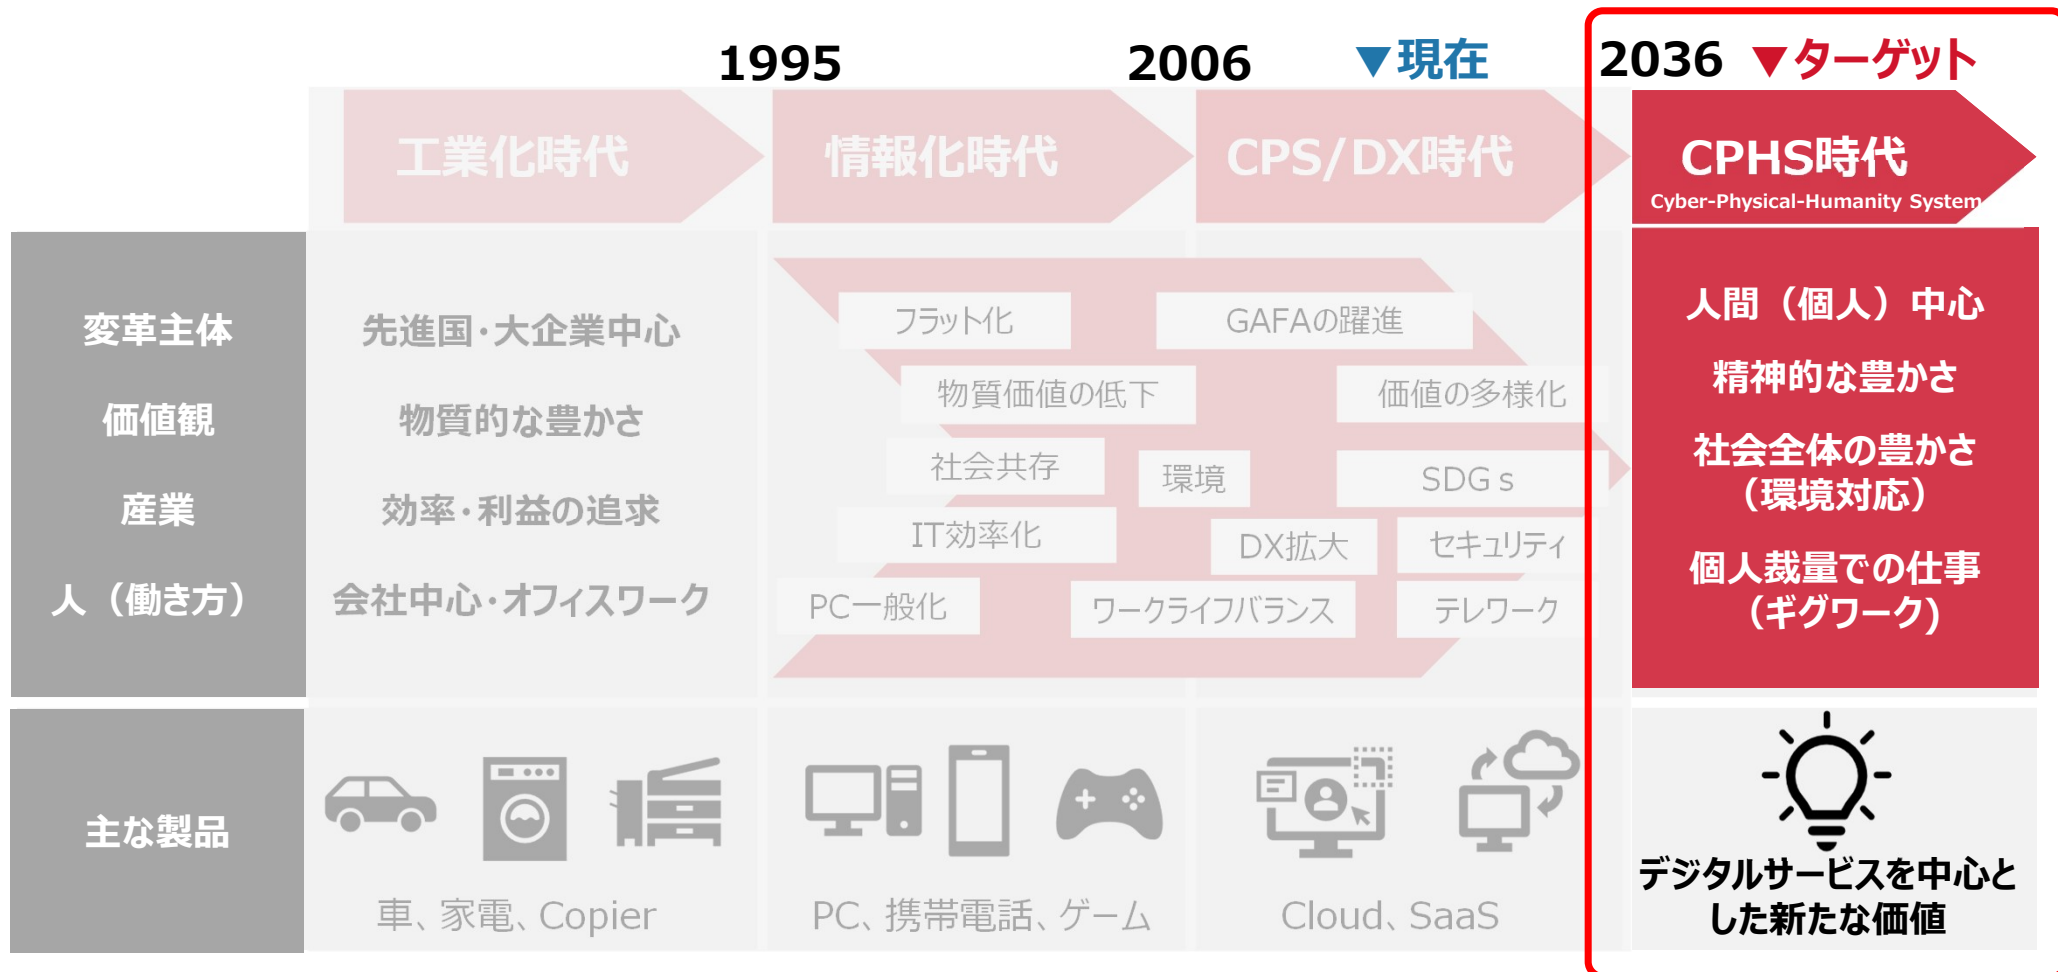 1995
2006
▼現在
2036
▼ターゲット
工業化時代
情報化時代
CPS/DX時代
CPHS時代
Cyber-Physical-Humanity System
変革主体
先進国・大企業中心
フラット化
GAFAの躍進
人間（個人）中心
価値観
物質的な豊かさ
物質価値の低下
価値の多様化
精神的な豊かさ
産業
効率・利益の追求
社会共存
環境
SDGｓ
IT効率化
DX拡大
セキュリティ
社会全体の豊かさ
（環境対応）
人（働き方）
会社中心・オフィスワーク
PC一般化
ワークライフバランス
テレワーク
個人裁量での仕事
（ギグワーク)
主な製品
車、家電、Copier
PC、携帯電話、ゲーム
Cloud、SaaS
デジタルサービスを中心と
した新たな価値